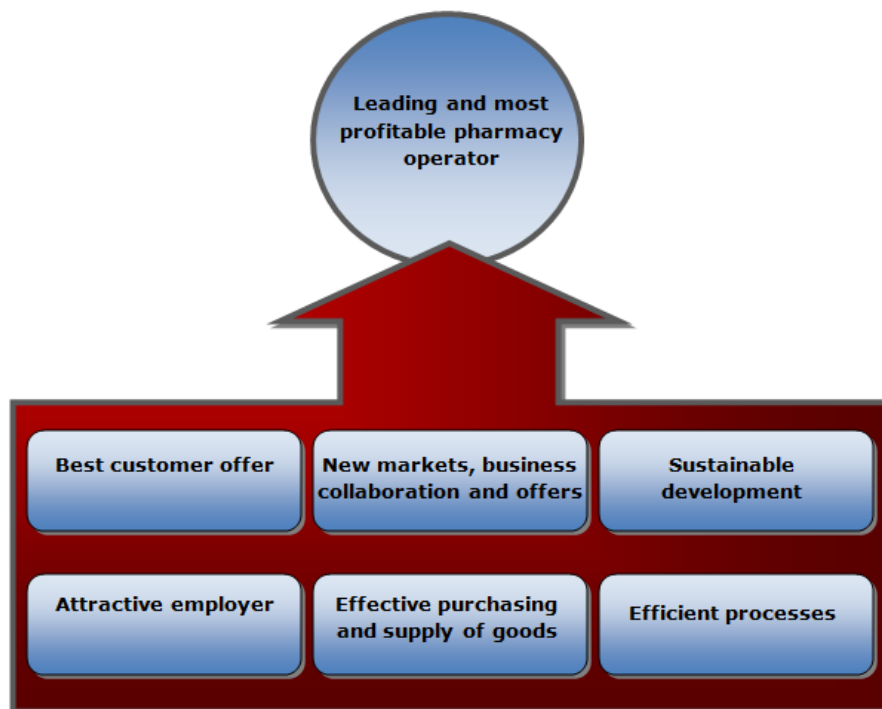 Leading and most
profitable pharmacy
operator
Best customer offer
New markets, business
collaboration and offers
Sustainable
development
Attractive employer
Effective purchasing
and supply of goods
Efficient processes